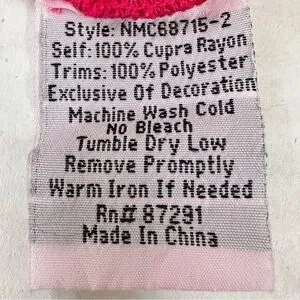 Style: NMC68715-2
Self: 100% Cupra Rayon
Trims: 100% Polyester
Exclusive Of Decoration
Machine Wash Cold
No Bleach
Tumble Dry Low
Remove Promptly
Warm Iron If Needed
Rn# 87291
Made In China